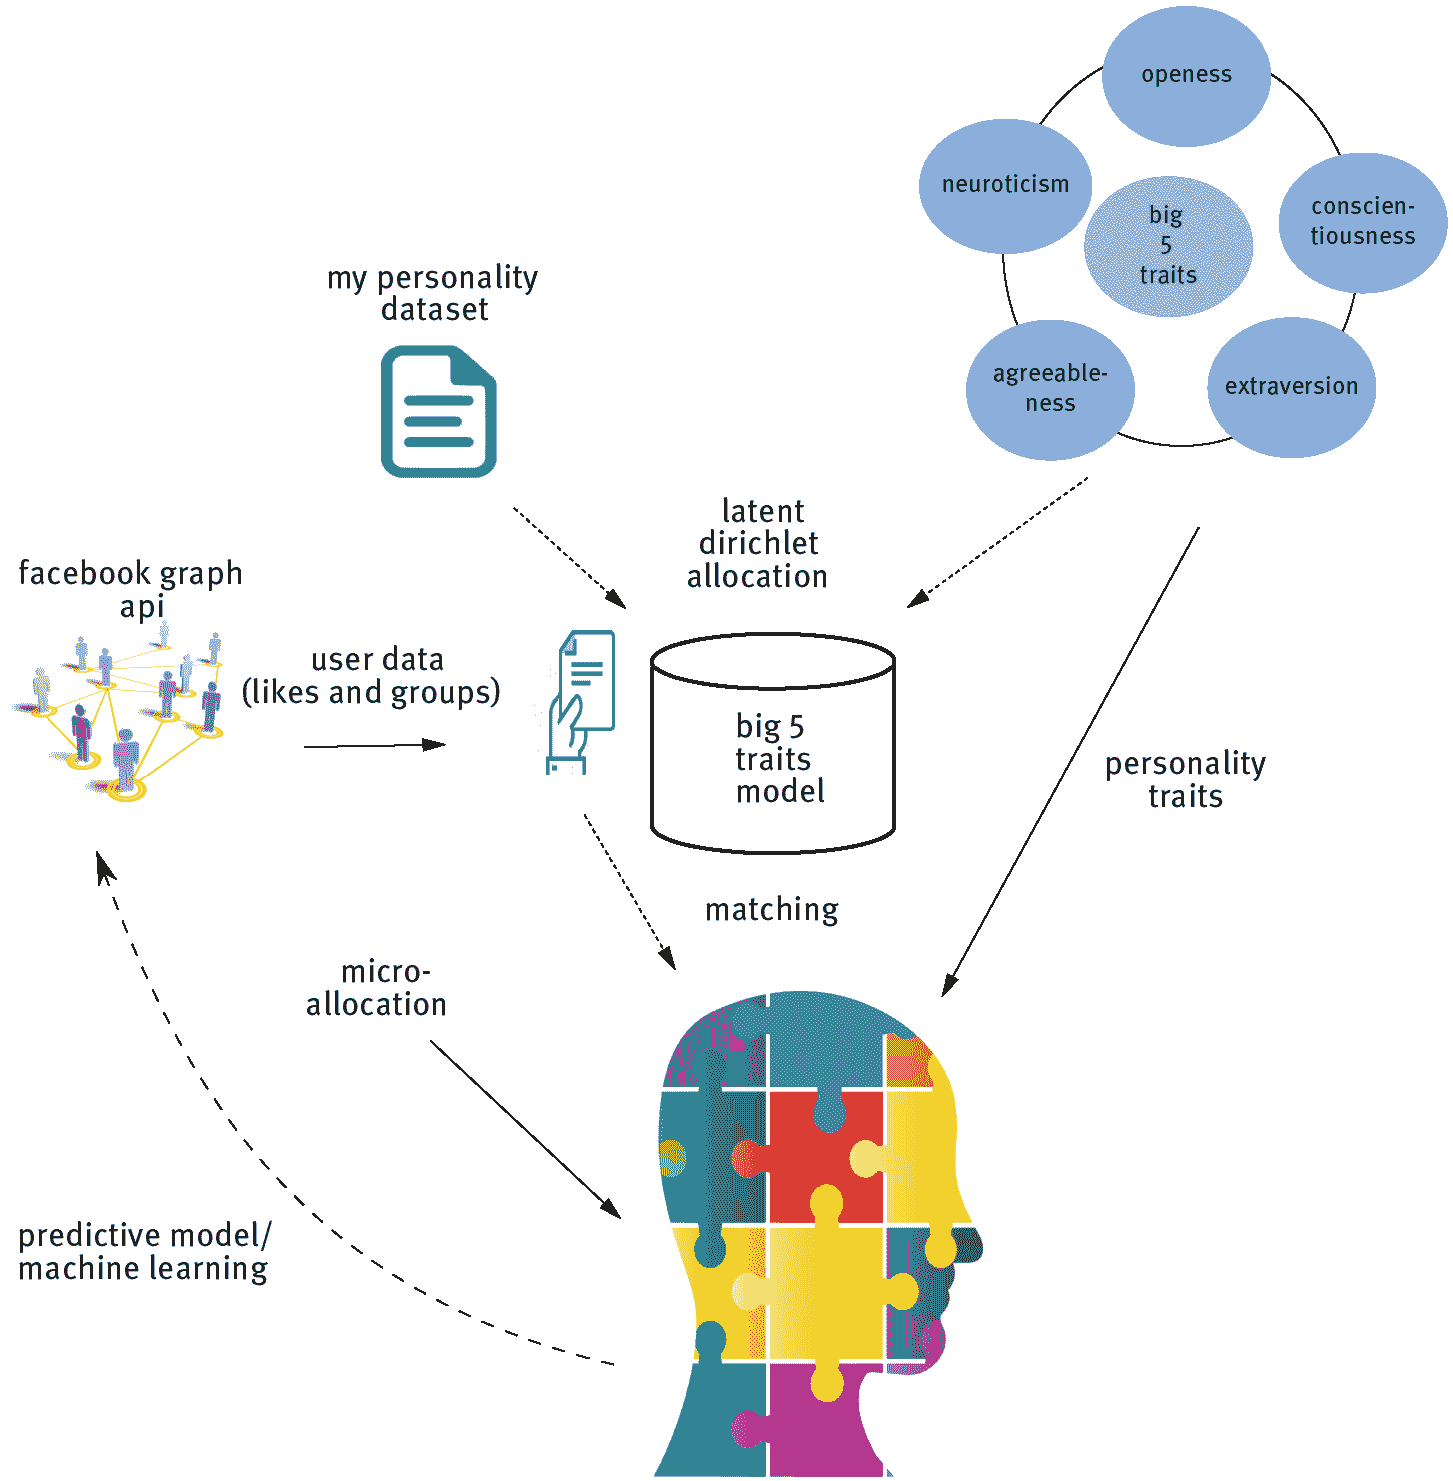 openess
neuroticism
conscien-
tiousness
big
5
traits
agreeable-
ness
extraversion
my personality
dataset
latent
dirichlet
allocation
facebook graph
api
user data
(likes and groups)
big 5
traits
model
personality
traits
matching
micro-
allocation
predictive model/
machine learning